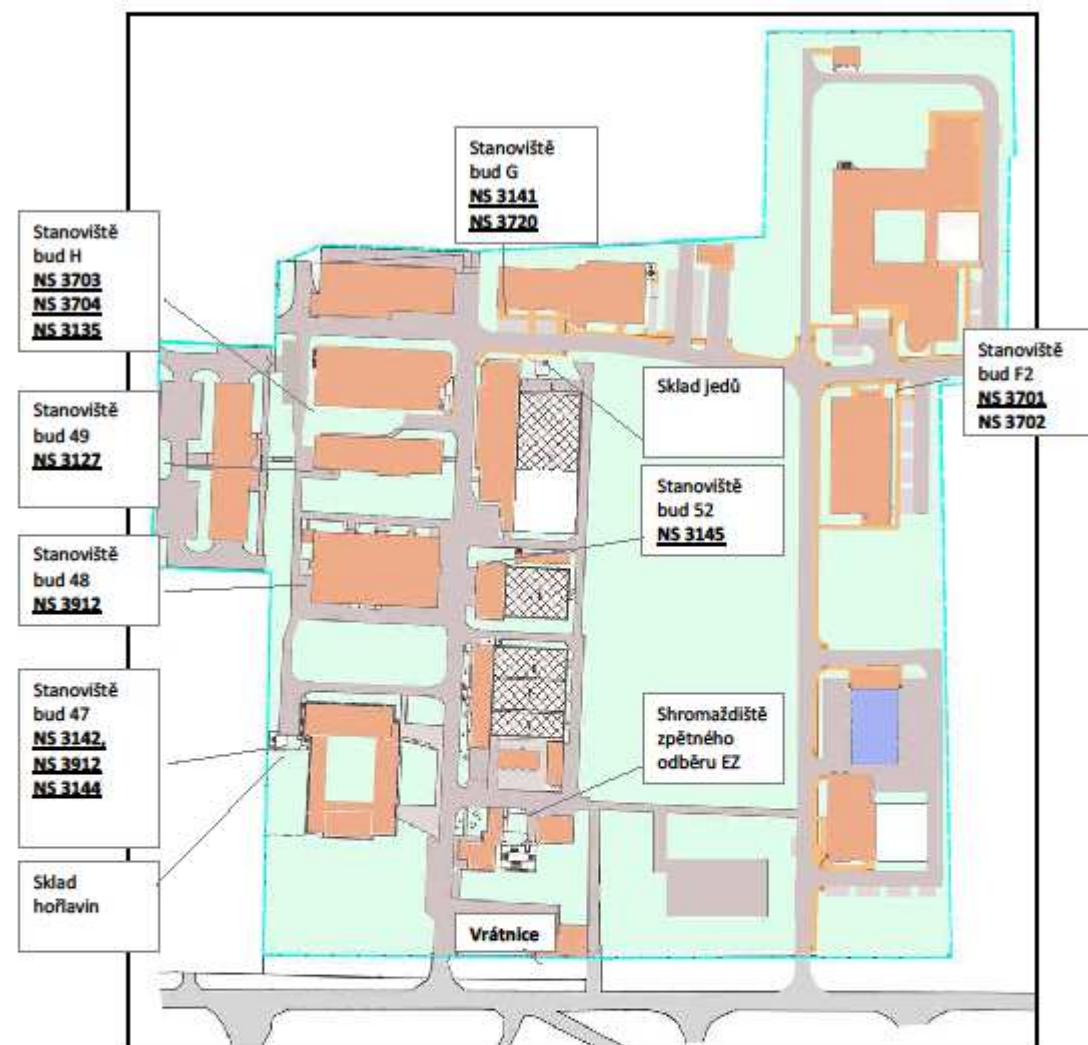 Stanoviště
bud G
NS 3141
NS 3720
Stanoviště
bud H
NS 3703
NS 3704
NS 3135
Stanoviště
bud F2
NS 3701
NS 3702
Sklad jedů
Stanoviště
bud 49
NS 3127
Stanoviště
bud 52
NS 3145
Stanoviště
bud 48
NS 3912
Stanoviště
bud 47
NS 3142,
NS 3912
NS 3144
Shromaždiště
zpětného
odběru EZ
Sklad
hořlavin
Vrátnice